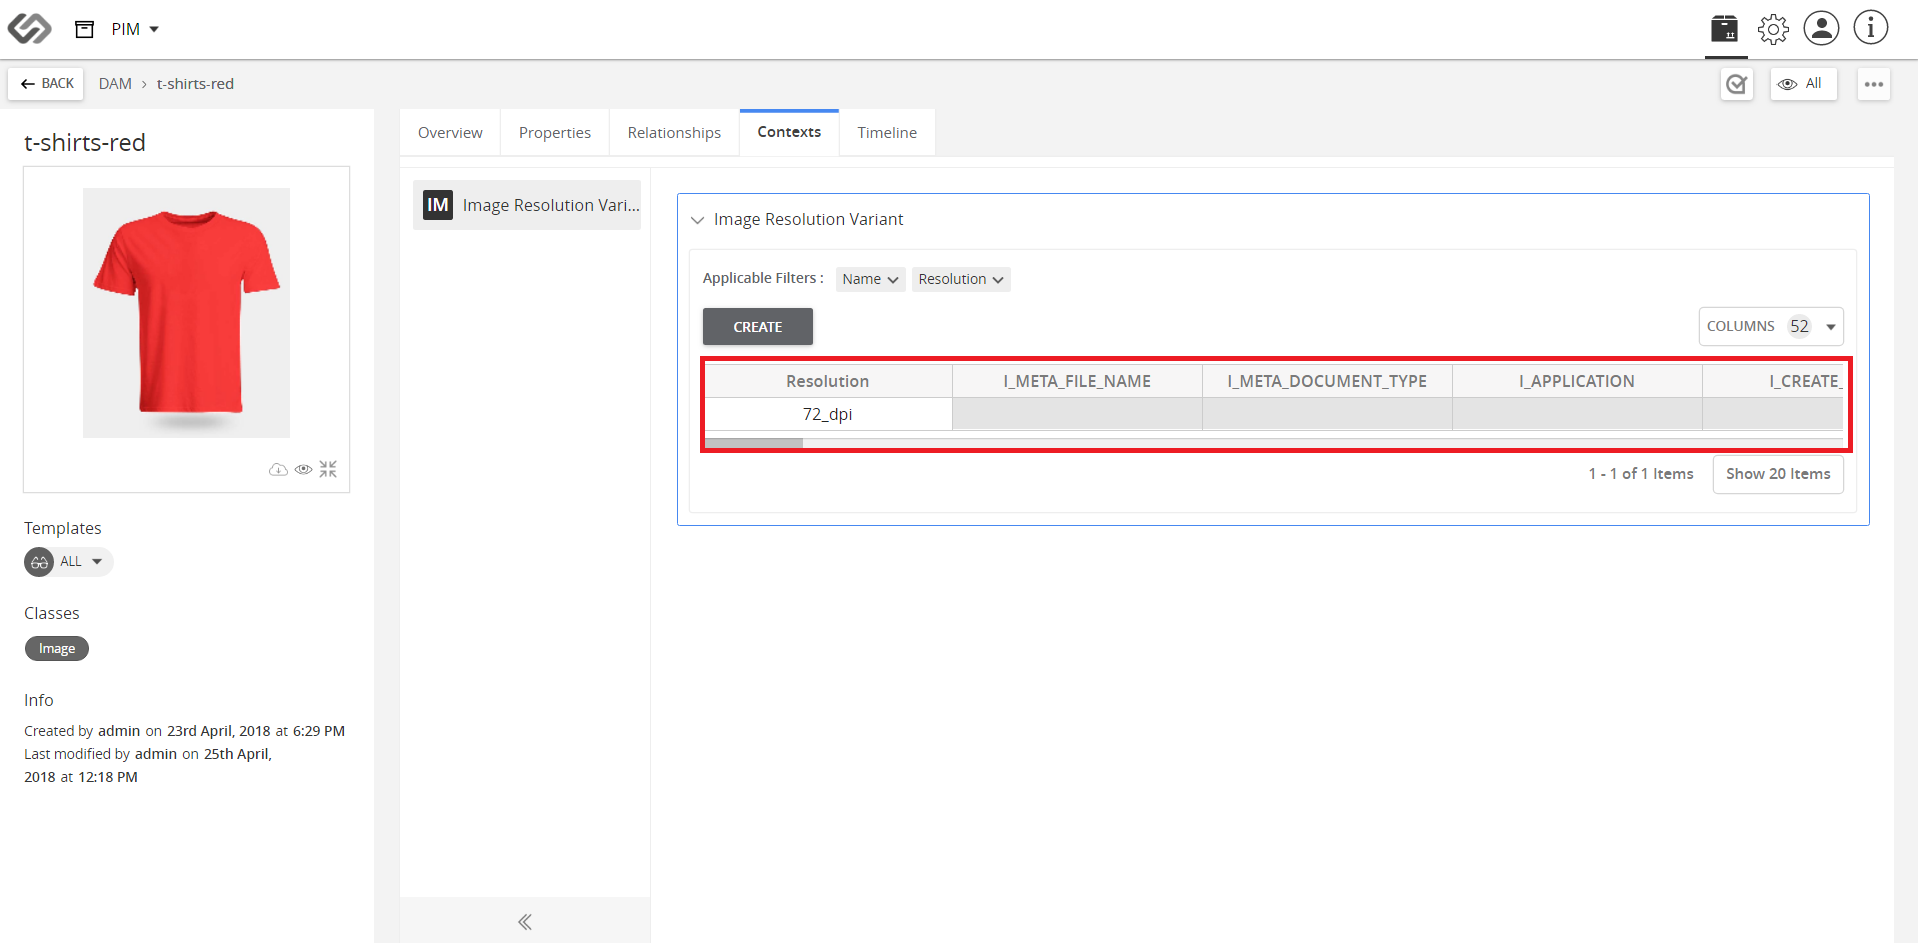 PIM
BACK
DAM › t-shirts-red
All
t-shirts-red
Overview
Properties
Relationships
Contexts
Timeline
IM Image Resolution Vari...
Image Resolution Variant
Applicable Filters :
Name
Resolution
CREATE
COLUMNS 52
Resolution
I_META_FILE_NAME
I_META_DOCUMENT_TYPE
I_APPLICATION
I_CREATE_
72_dpi
1 - 1 of 1 Items
Show 20 Items
Templates
ALL
Classes
Image
Info
Created by admin on 23rd April, 2018 at 6:29 PM
Last modified by admin on 25th April,
2018 at 12:18 PM